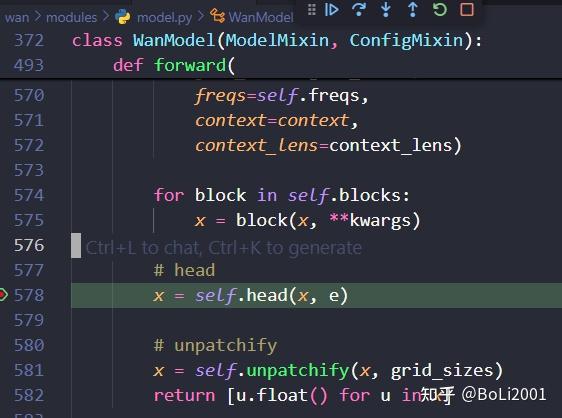 wan > modules > model.py > WanModel
372 class WanModel(ModelMixin, ConfigMixin):
493 def forward(
570 freqs=self.freqs,
571 context=context,
572 context_lens=context_lens)
573
574 for block in self.blocks:
575 x = block(x, **kwargs)
576 Ctrl+L to chat, Ctrl+K to generate
577 # head
578 x = self.head(x, e)
579
580 # unpatchify
581 x = self.unpatchify(x, grid_sizes)
582 return [u.float() for u in
知乎 @BoLi2001